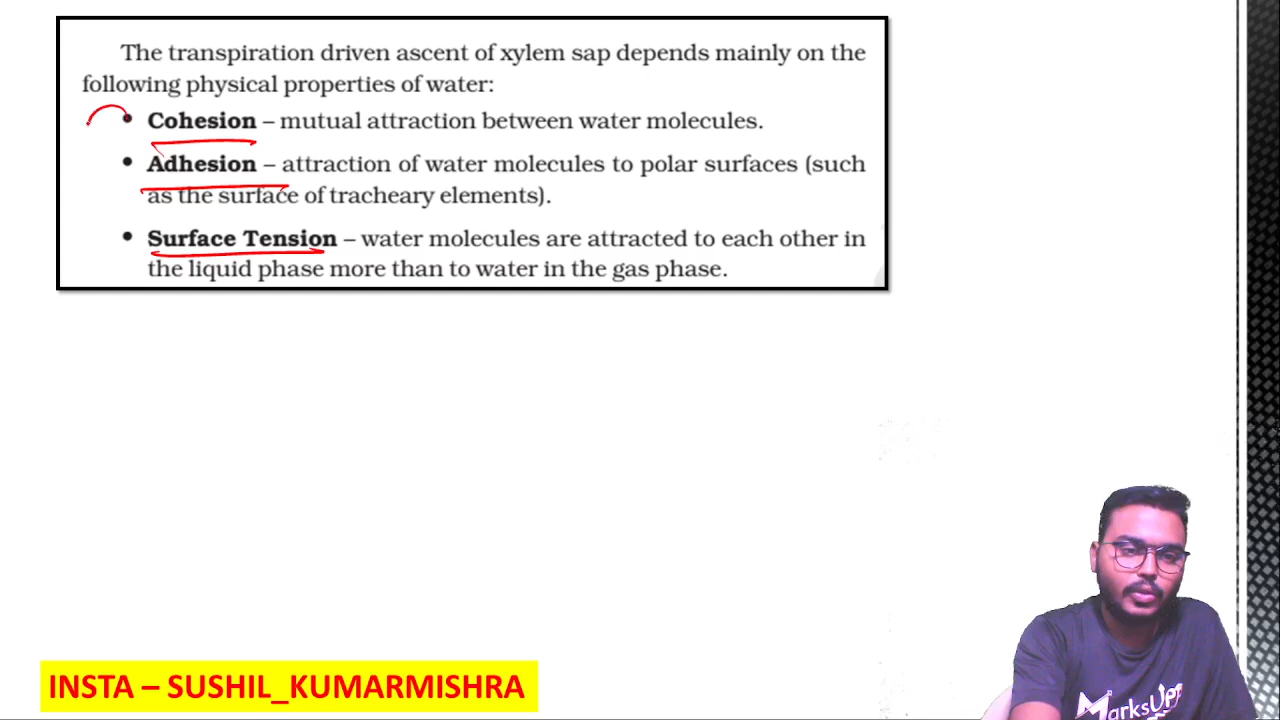 The transpiration driven ascent of xylem sap depends mainly on the
following physical properties of water:
• Cohesion – mutual attraction between water molecules.
• Adhesion – attraction of water molecules to polar surfaces (such
as the surface of tracheary elements).
• Surface Tension – water molecules are attracted to each other in
the liquid phase more than to water in the gas phase.
INSTA – SUSHIL_KUMARMISHRA
MarksUPP